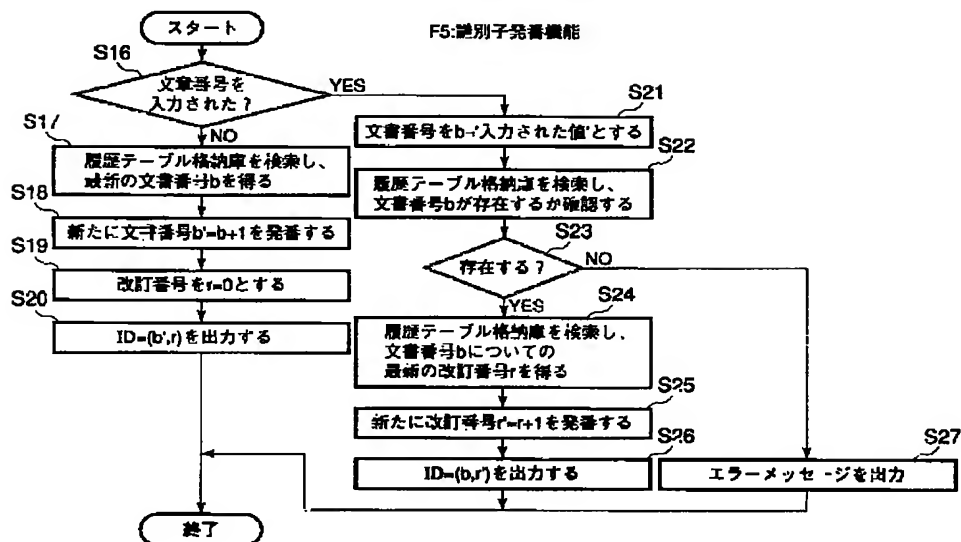 スタート
F5:識別子発番機能
S16
文章番号を
入力された?
YES
NO
S17
履歴テーブル格納庫を検索し、
最新の文書番号bを得る
S18
新たに文書番号b'=b+1を発番する
S19
改訂番号をr=0とする
S20
ID=(b',r)を出力する
S21
文書番号をb←'入力された値'とする
S22
履歴テーブル格納庫を検索し、
文書番号bが存在するか確認する
S23
存在する?
NO
YES
S24
履歴テーブル格納庫を検索し、
文書番号bについての
最新の改訂番号rを得る
S25
新たに改訂番号r'=r+1を発番する
S26
ID=(b,r')を出力する
S27
エラーメッセージを出力
終了